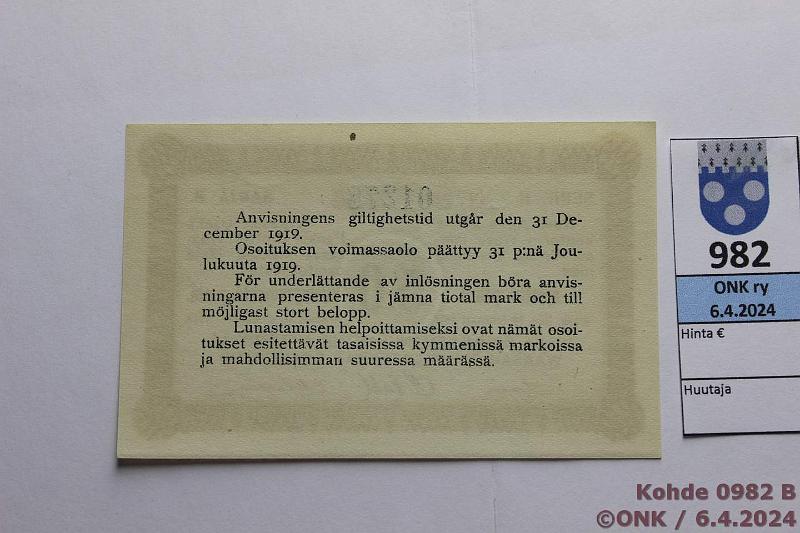 Anvisningens giltighetstid utgår den 31 De-
cember 1919.
Osoituksen voimassaolo päättyy 31 p:nä Jou-
lukuuta 1919.
För underlättande av inlösningen böra anvis-
ningarna presenteras i jämna tiotal mark och till
möjligast stort belopp.
Lunastamisen helpoittamiseksi ovat nämät osoi-
tukset esitettävät tasaisissa kymmenissä markoissa
ja mahdollisimman suuressa määrässä.
982
ONK ry
6.4.2024
Hinta €
Huutaja
Kohde 0982 B
©ONK / 6.4.2024